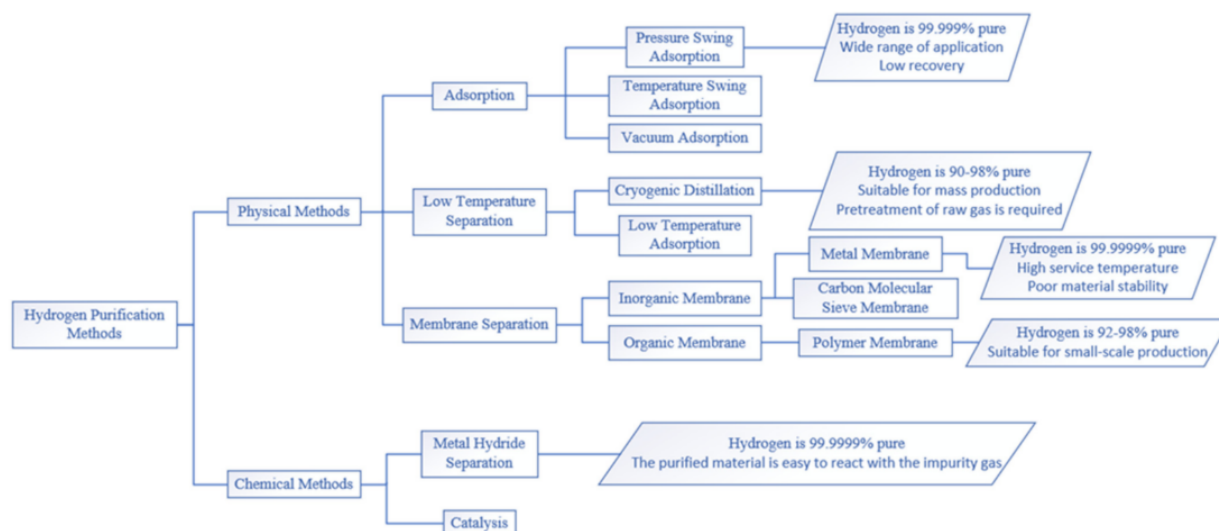 Hydrogen Purification
Methods
Physical Methods
Adsorption
Pressure Swing
Adsorption
Hydrogen is 99.999% pure
Wide range of application
Low recovery
Temperature Swing
Adsorption
Vacuum Adsorption
Low Temperature
Separation
Cryogenic Distillation
Hydrogen is 90-98% pure
Suitable for mass production
Pretreatment of raw gas is required
Low Temperature
Adsorption
Membrane Separation
Inorganic Membrane
Metal Membrane
Hydrogen is 99.9999% pure
High service temperature
Poor material stability
Carbon Molecular
Sieve Membrane
Organic Membrane
Polymer Membrane
Hydrogen is 92-98% pure
Suitable for small-scale production
Chemical Methods
Metal Hydride
Separation
Hydrogen is 99.9999% pure
The purified material is easy to react with the impurity gas
Catalysis